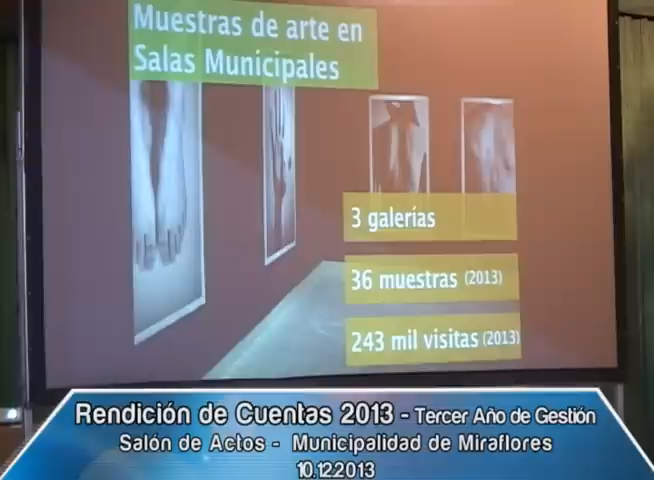 Muestras de arte en
Salas Municipales
3 galerías
36 muestras (2013)
243 mil visitas (2013)
Rendición de Cuentas 2013 - Tercer Año de Gestión
Salón de Actos - Municipalidad de Miraflores
10.12.2013